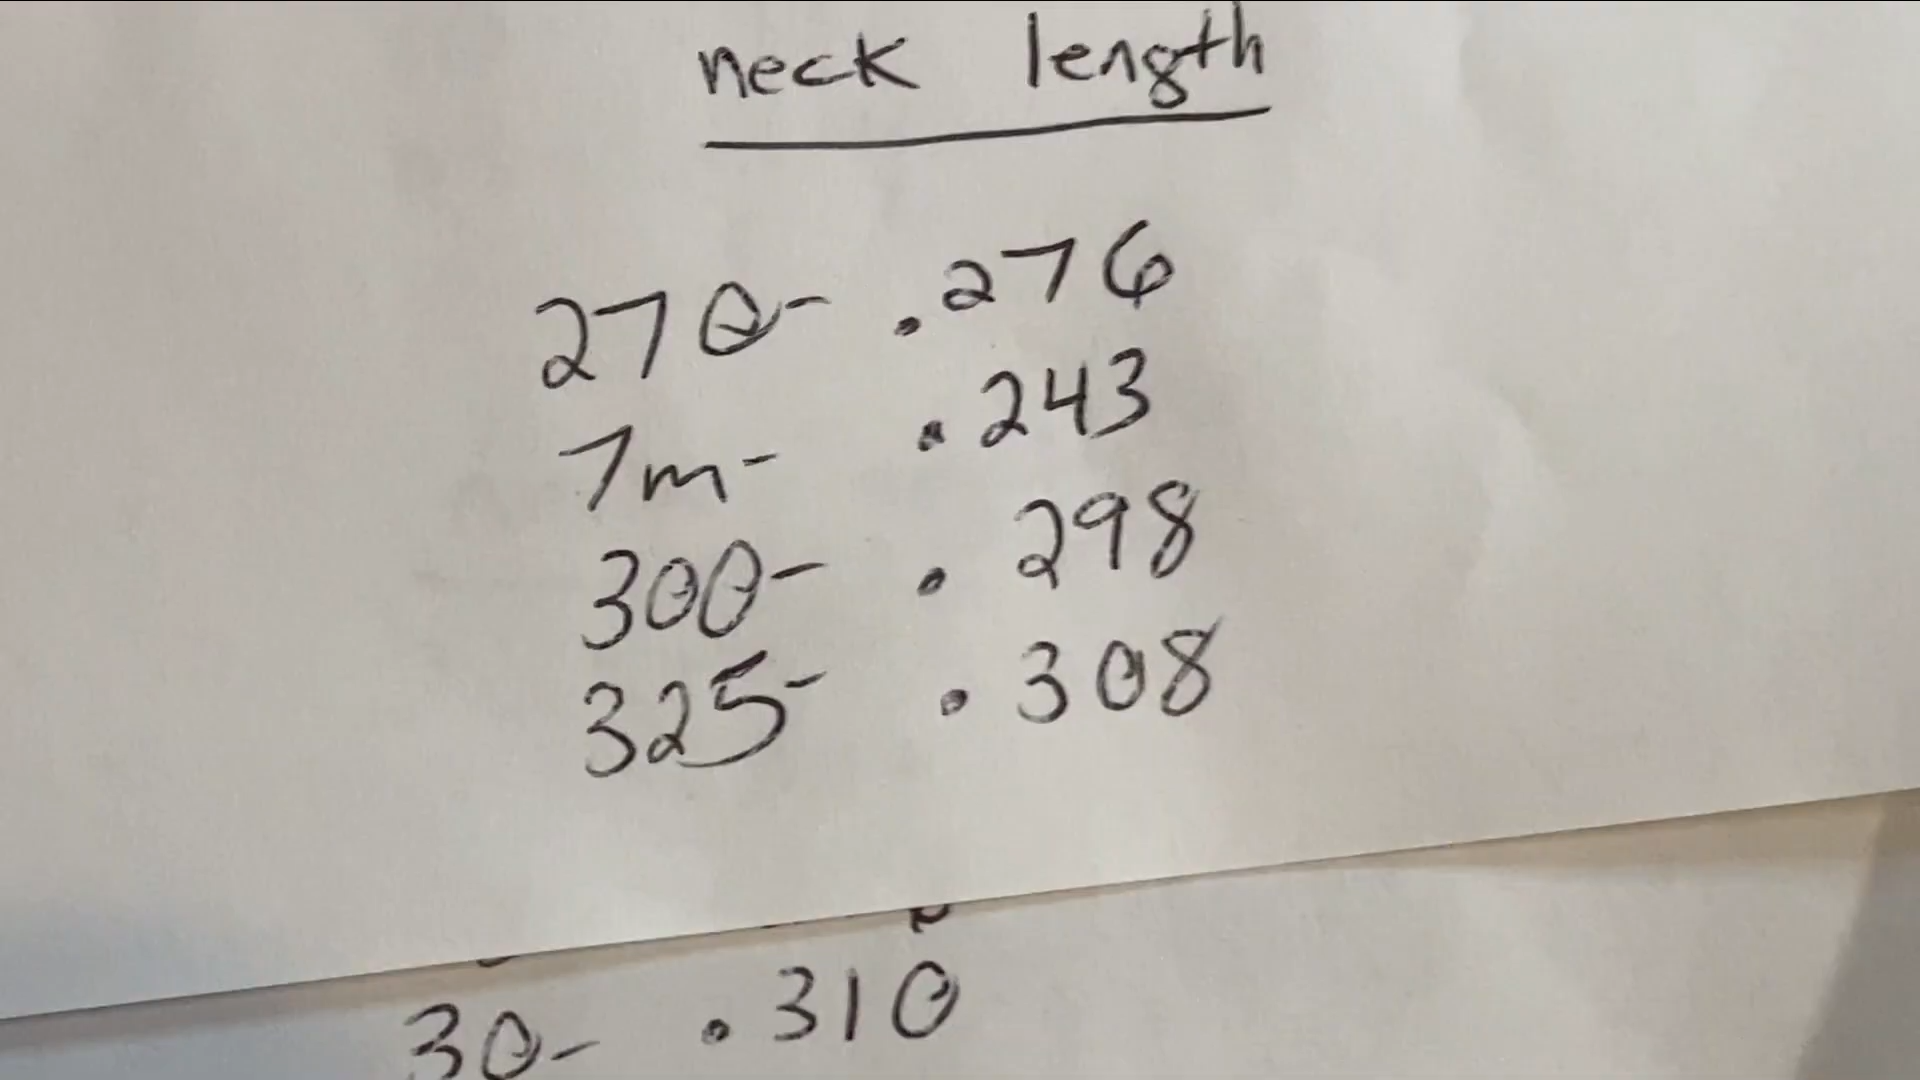 neck length
270- .276
7m- .243
300- .298
325- .308
30- .310